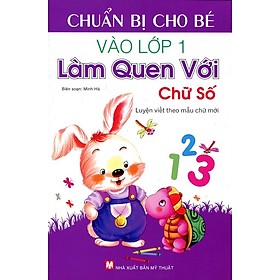 CHUẨN BỊ CHO BÉ
VÀO LỚP 1
Làm Quen Với
Chữ Số
Biên soạn: Minh Hà
Luyện viết theo mẫu chữ mới
1 2 3
NHÀ XUẤT BẢN MỸ THUẬT